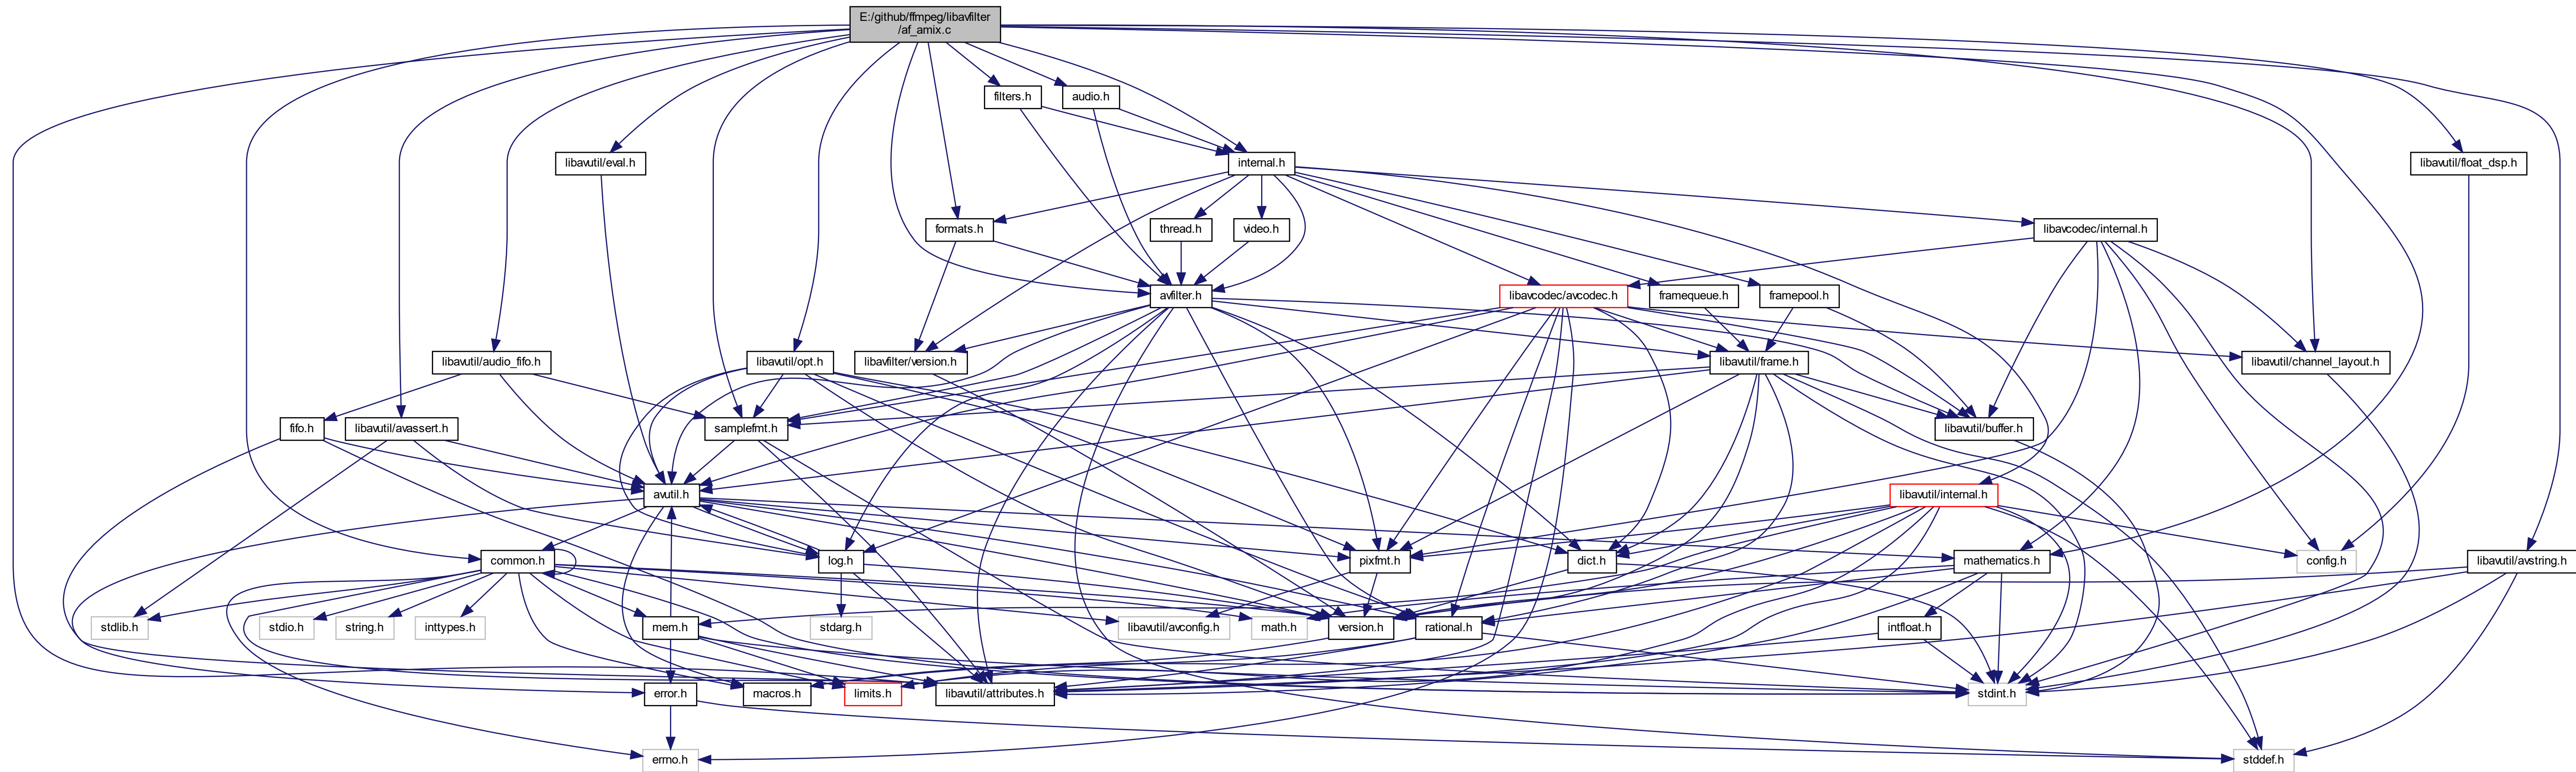 E:/github/ffmpeg/libavfilter
/af_amix.c
filters.h
audio.h
libavutil/eval.h
internal.h
libavutil/float_dsp.h
formats.h
thread.h
video.h
libavcodec/internal.h
avfilter.h
libavcodec/avcodec.h
framequeue.h
framepool.h
libavutil/audio_fifo.h
libavutil/opt.h
libavfilter/version.h
libavutil/frame.h
libavutil/channel_layout.h
fifo.h
libavutil/avassert.h
samplefmt.h
libavutil/buffer.h
avutil.h
libavutil/internal.h
common.h
log.h
pixfmt.h
dict.h
mathematics.h
config.h
libavutil/avstring.h
stdlib.h
stdio.h
string.h
inttypes.h
mem.h
stdarg.h
libavutil/avconfig.h
math.h
version.h
rational.h
intfloat.h
error.h
macros.h
limits.h
libavutil/attributes.h
stdint.h
errno.h
stddef.h